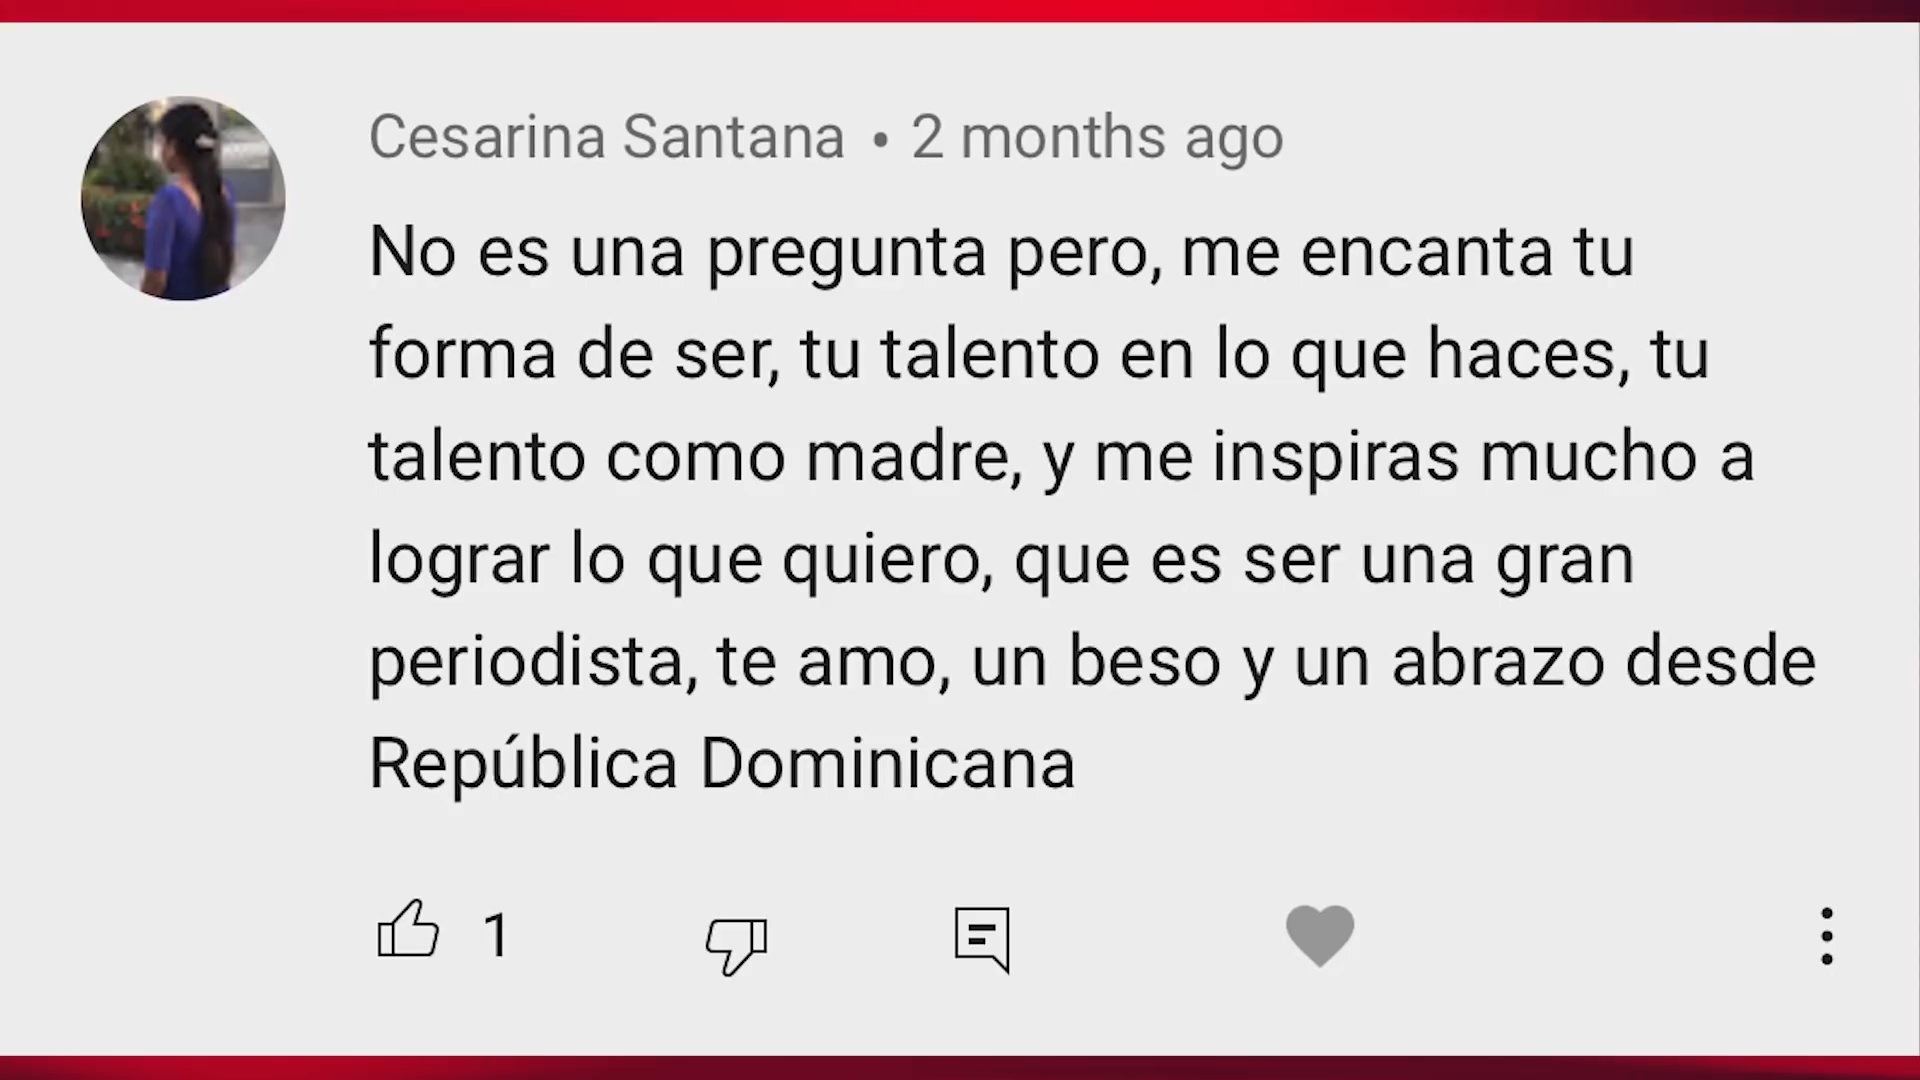 Cesarina Santana • 2 months ago
No es una pregunta pero, me encanta tu
forma de ser, tu talento en lo que haces, tu
talento como madre, y me inspiras mucho a
lograr lo que quiero, que es ser una gran
periodista, te amo, un beso y un abrazo desde
República Dominicana
1